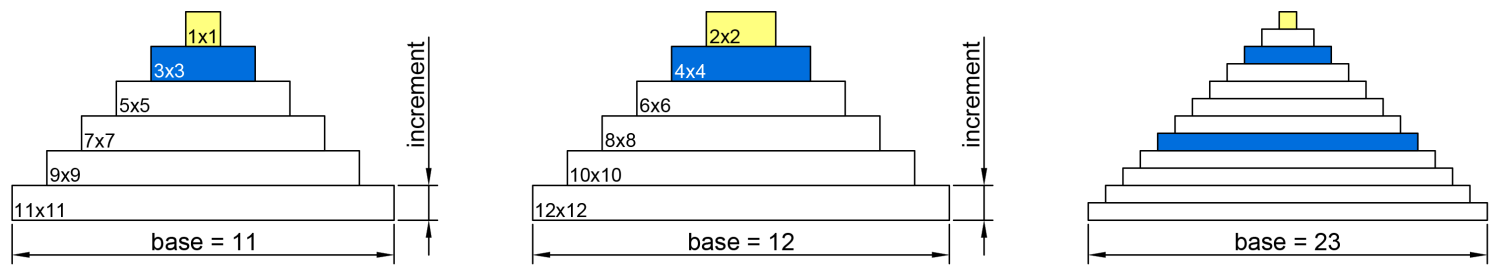 1x1
3x3
5x5
7x7
9x9
11x11
increment
base = 11
2x2
4x4
6x6
8x8
10x10
12x12
increment
base = 12
base = 23